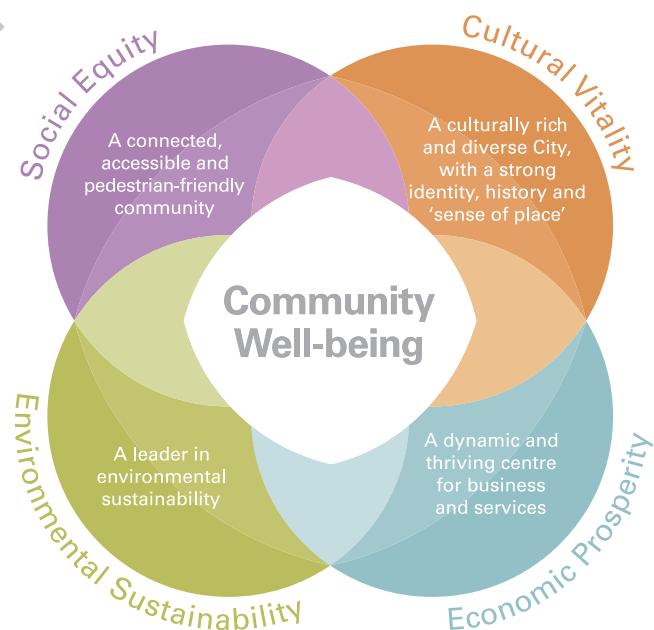 Social Equity
A connected,
accessible and
pedestrian-friendly
community
Cultural Vitality
A culturally rich
and diverse City,
with a strong
identity, history and
‘sense of place’
Community
Well-being
Environmental Sustainability
A leader in
environmental
sustainability
Economic Prosperity
A dynamic and
thriving centre
for business
and services